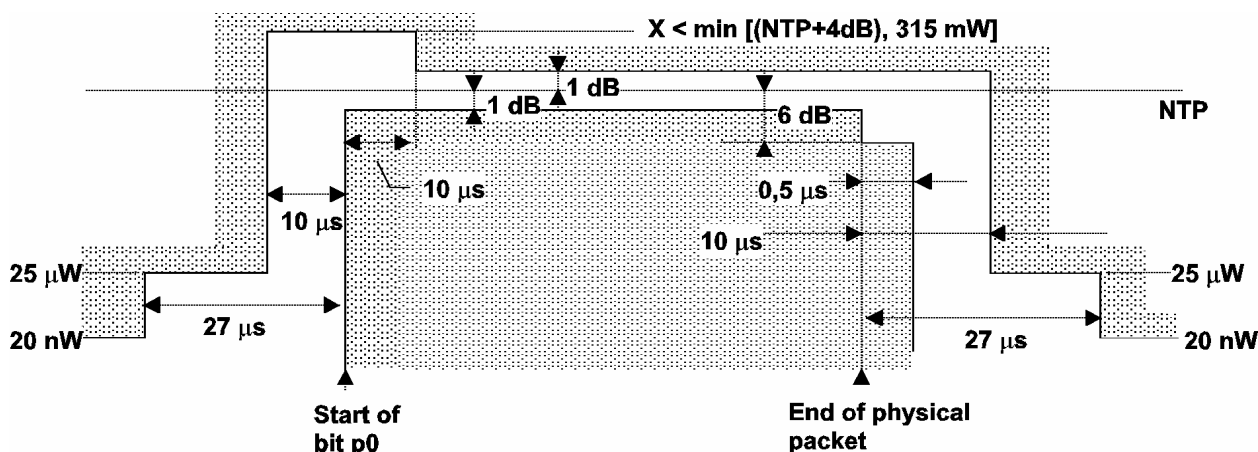 X < min [(NTP+4dB), 315 mW]
1 dB
1 dB
6 dB
NTP
10 μs
0,5 μs
10 μs
10 μs
25 μW
25 μW
27 μs
27 μs
20 nW
20 nW
Start of
bit p0
End of physical
packet